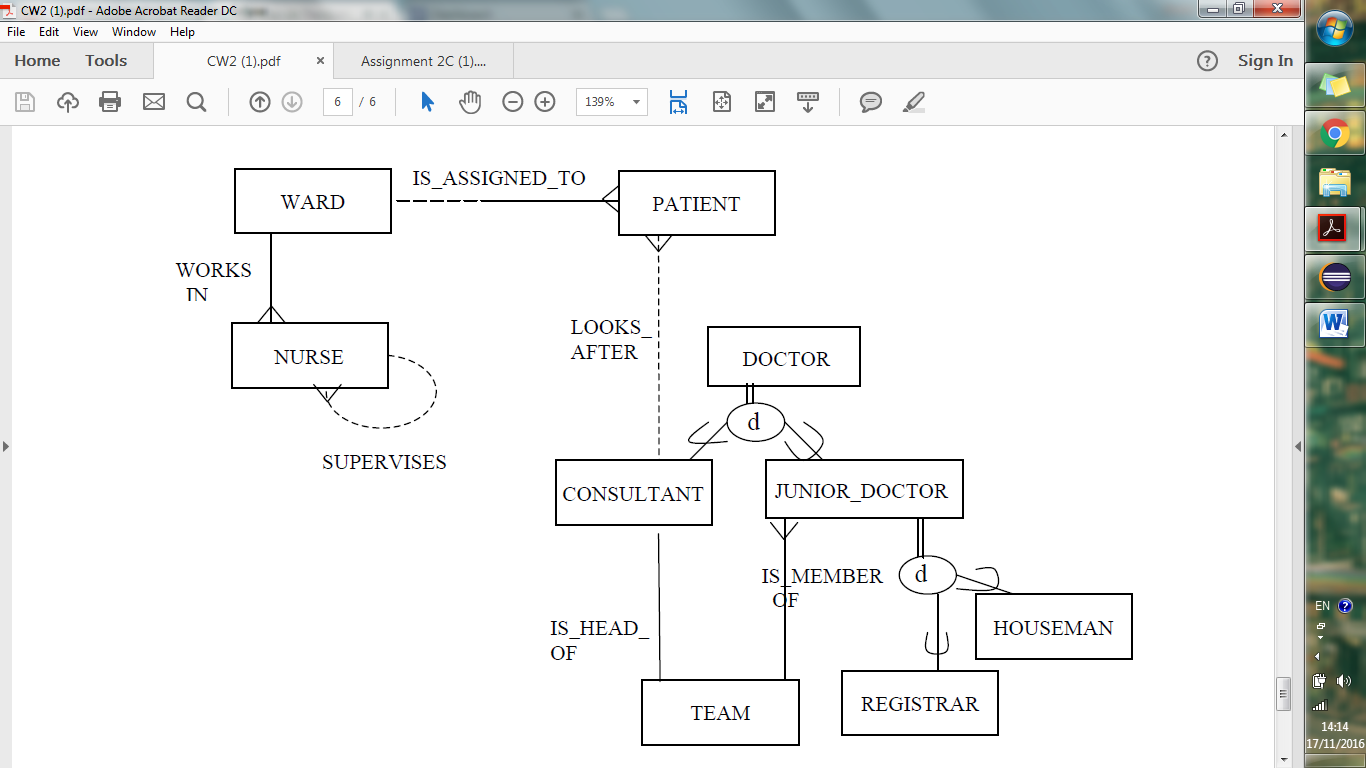 CW2 (1).pdf - Adobe Acrobat Reader DC
File Edit View Window Help
Home Tools CW2 (1).pdf × Assignment 2C (1)....
? Sign In
6 / 6 139%
WARD
IS_ASSIGNED_TO
PATIENT
WORKS
IN
NURSE
SUPERVISES
LOOKS_
AFTER
DOCTOR
d
CONSULTANT
JUNIOR_DOCTOR
IS_MEMBER
OF
d
HOUSEMAN
IS_HEAD_
OF
REGISTRAR
TEAM
W
EN ?
14:14
17/11/2016